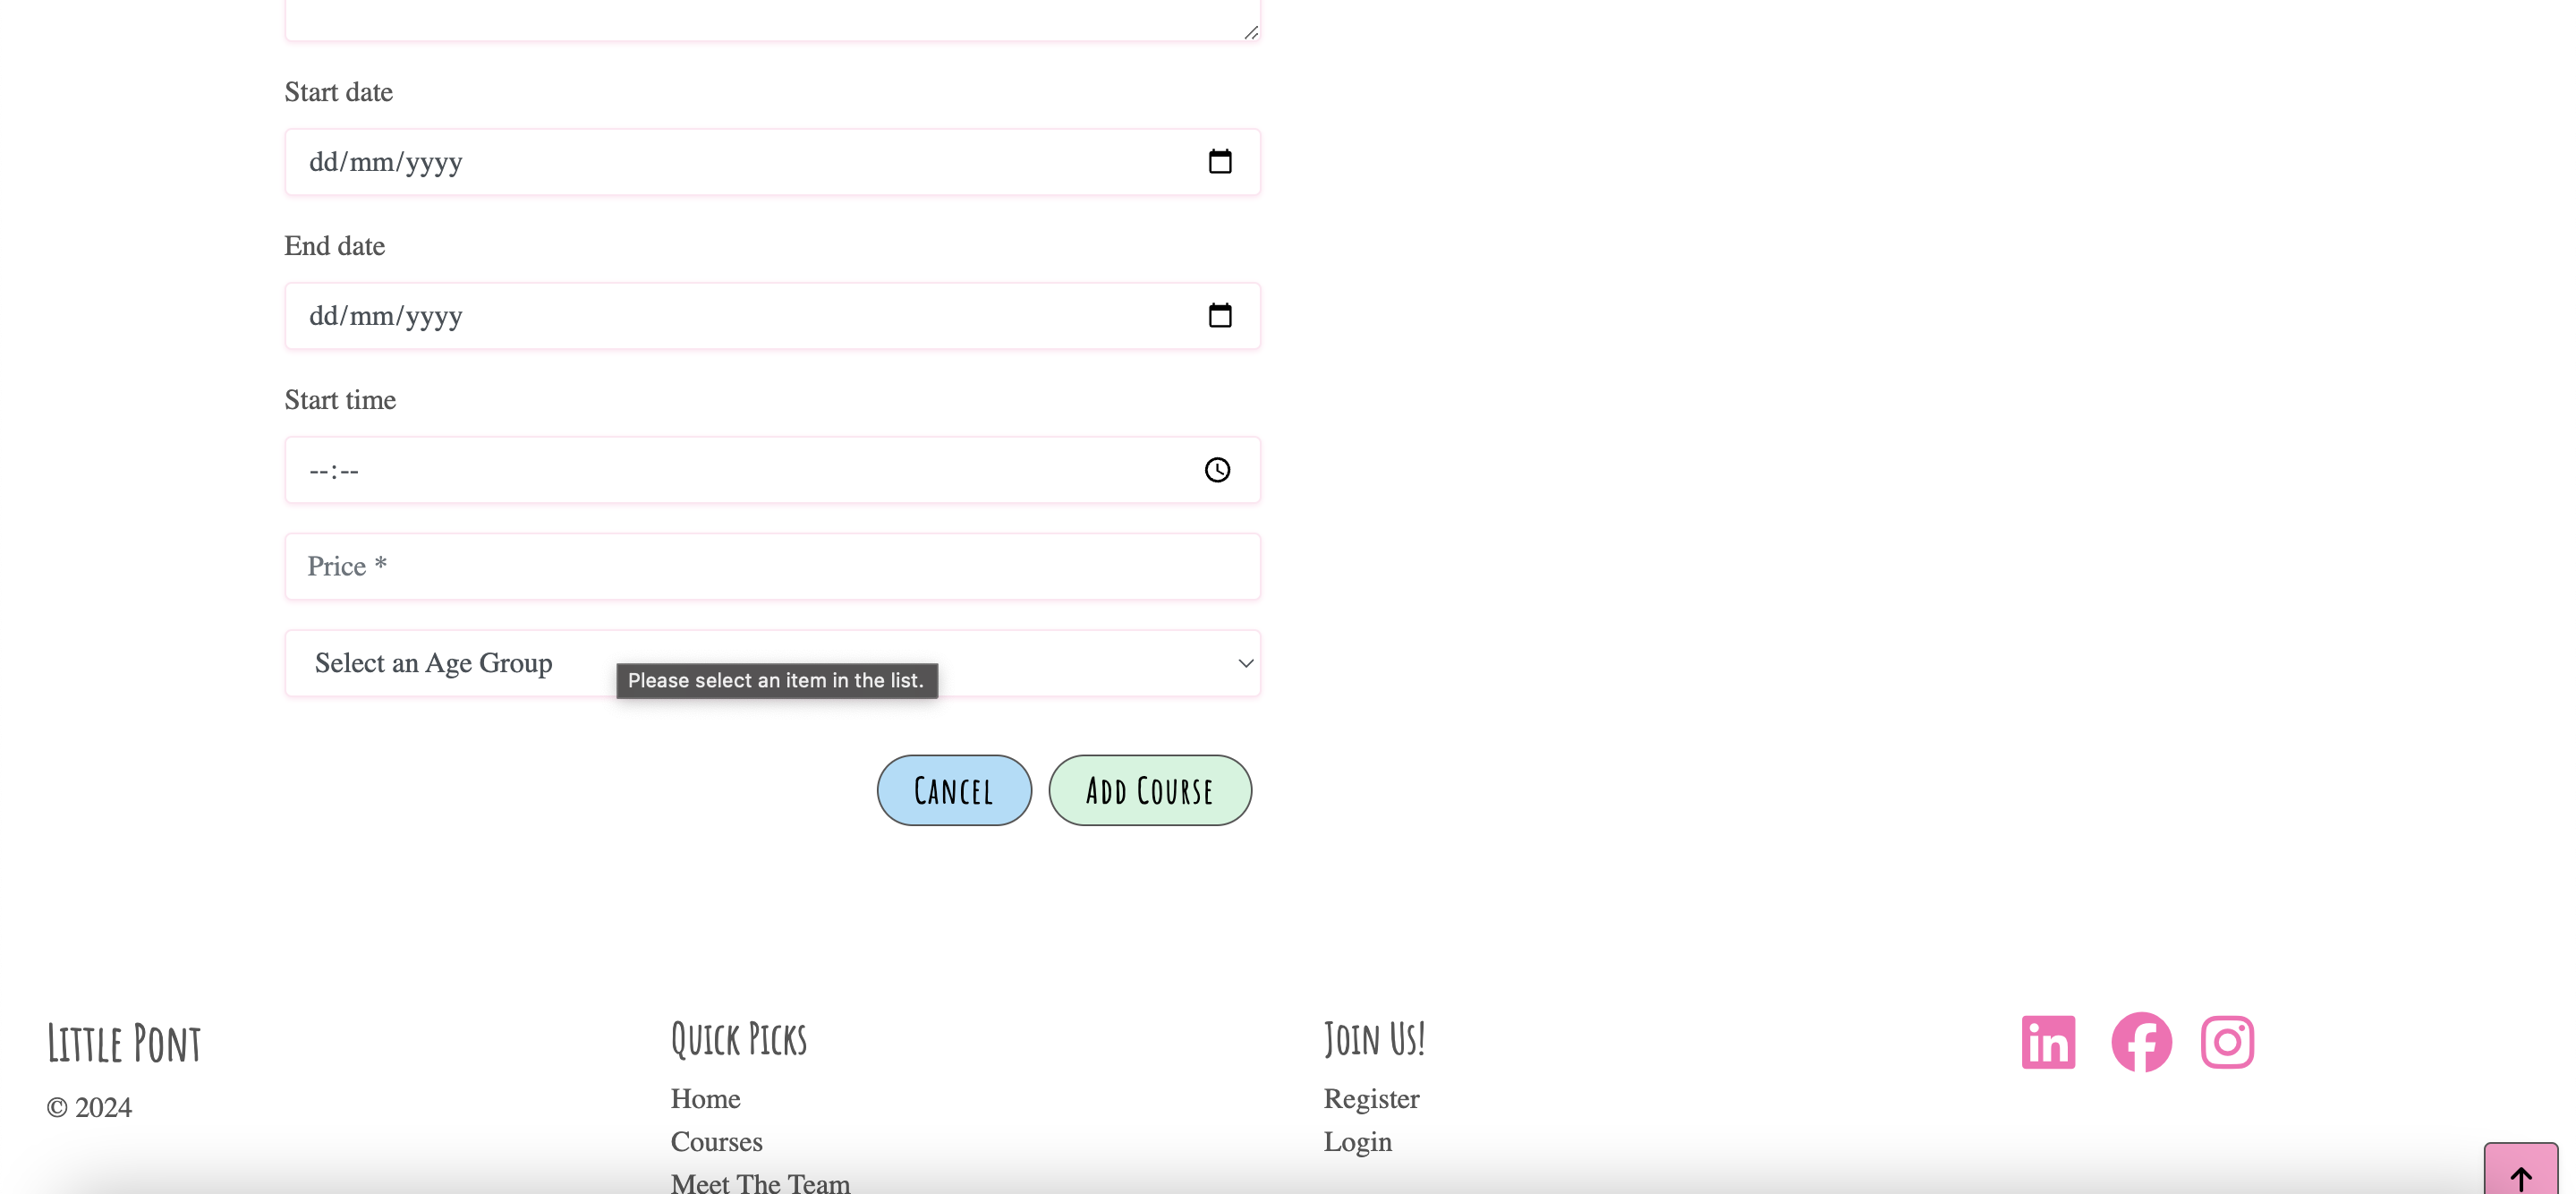 Start date
dd/mm/yyyy
End date
dd/mm/yyyy
Start time
--:--
Price *
Select an Age Group
Please select an item in the list.
Cancel
Add Course
Little Pont
© 2024
Quick Picks
Home
Courses
Meet The Team
Join Us!
Register
Login
in